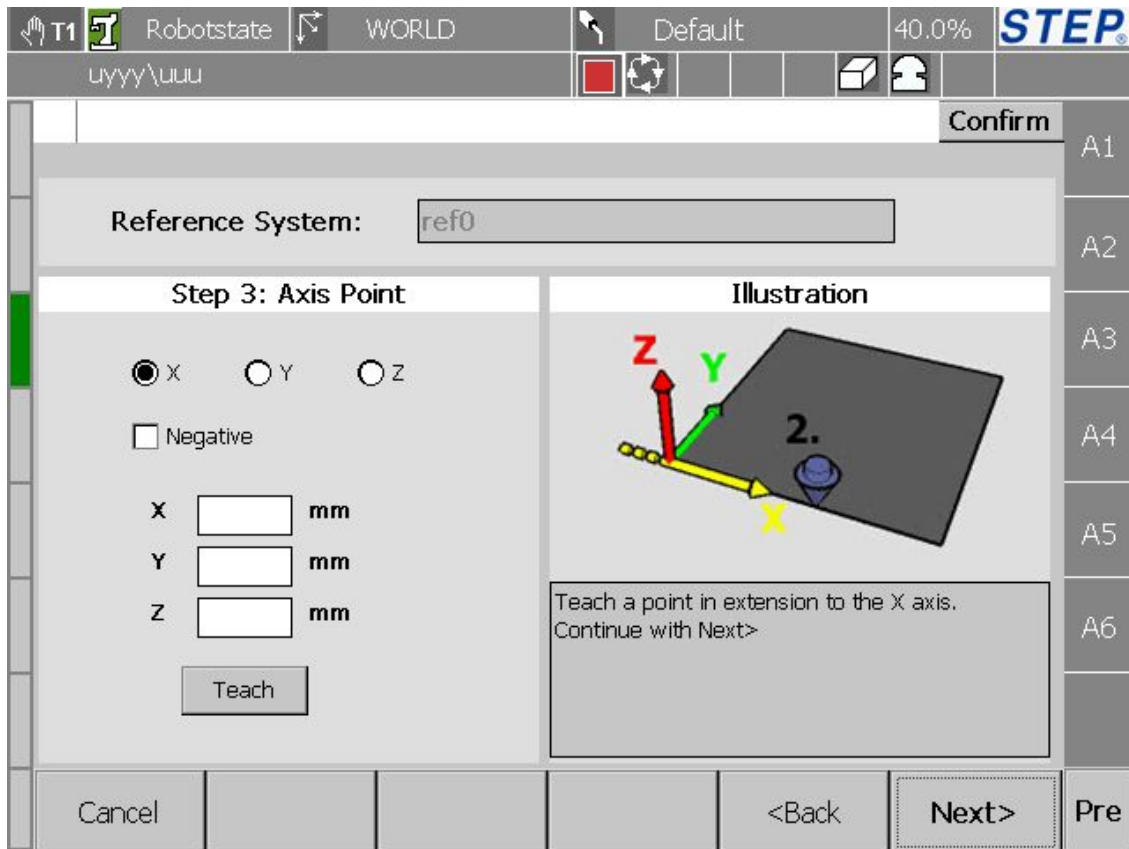 T1 Robotstate WORLD Default 40.0% STEP®
uyyy\uuu
Confirm
A1
Reference System: ref0
A2
Step 3: Axis Point
Illustration
X Y Z
Negative
X mm
Y mm
Z mm
Teach
Z
Y
2.
X
Teach a point in extension to the X axis.
Continue with Next>
A3
A4
A5
A6
Cancel <Back Next> Pre